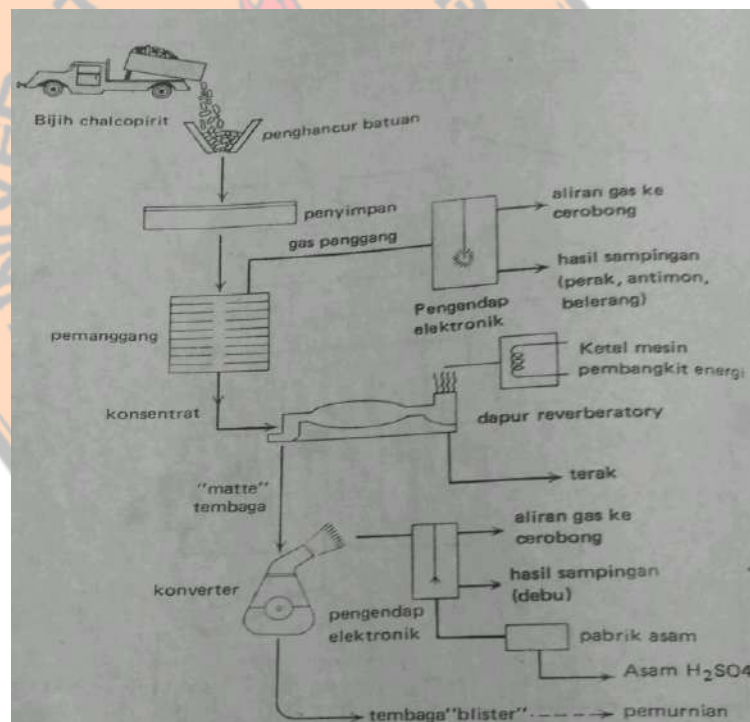 Bijih chalcopirit
penghancur batuan
penyimpan
gas panggang
aliran gas ke
cerobong
hasil sampingan
(perak, antimon,
belerang)
Pengendap
elektronik
pemanggang
Ketel mesin
pembangkit energi
konsentrat
dapur reverberatory
terak
"matte"
tembaga
aliran gas ke
cerobong
hasil sampingan
(debu)
konverter
pengendap
elektronik
pabrik asam
Asam H₂SO4
tembaga "blister"
pemurnian